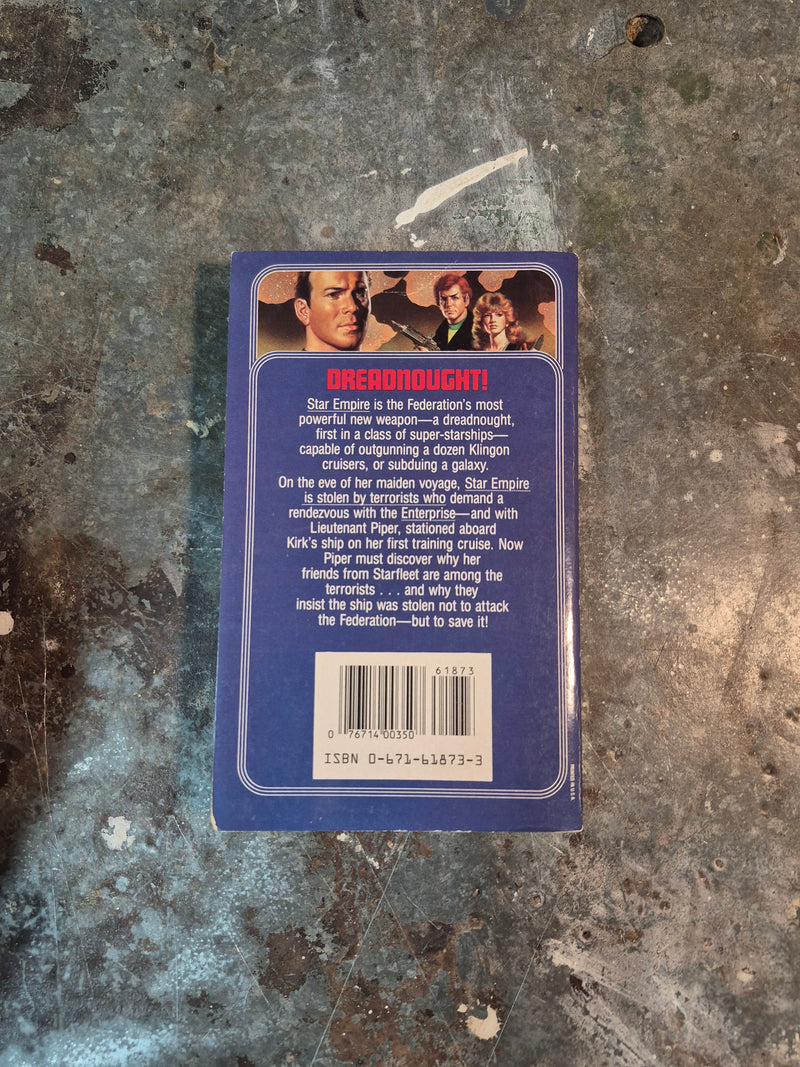 DREADNOUGHT!
Star Empire is the Federation's most
powerful new weapon—a dreadnought,
first in a class of super-starships—
capable of outgunning a dozen Klingon
cruisers, or subduing a galaxy.
On the eve of her maiden voyage, Star Empire
is stolen by terrorists who demand a
rendezvous with the Enterprise—and with
Lieutenant Piper, stationed aboard
Kirk's ship on her first training cruise. Now
Piper must discover why her
friends from Starfleet are among the
terrorists . . . and why they
insist the ship was stolen not to attack
the Federation—but to save it!
61873
0 76714 00350
ISBN 0-671-61873-3
PRINTED IN U.S.A.